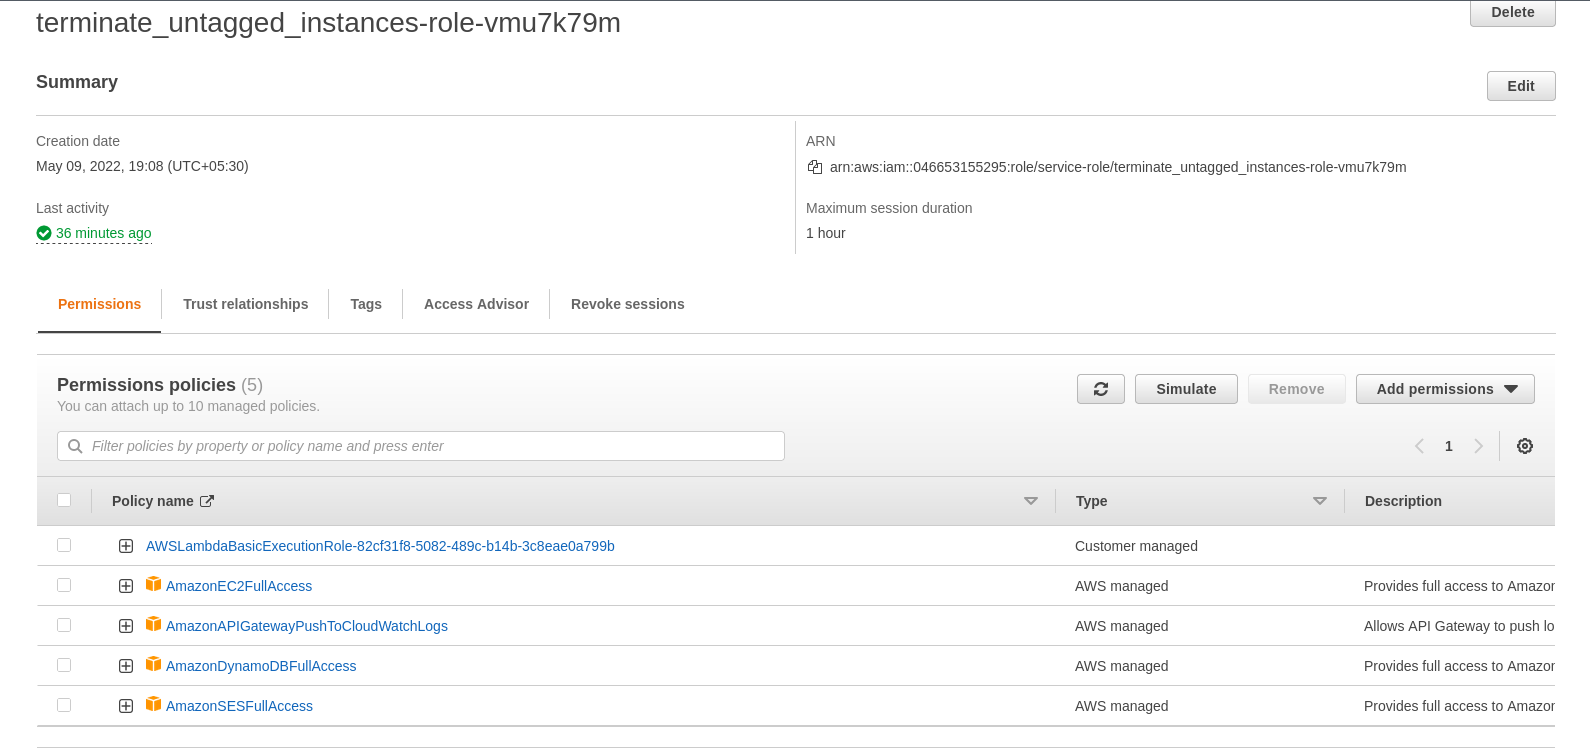 terminate_untagged_instances-role-vmu7k79m
Delete
Summary
Edit
Creation date
May 09, 2022, 19:08 (UTC+05:30)
ARN
arn:aws:iam::046653155295:role/service-role/terminate_untagged_instances-role-vmu7k79m
Last activity
36 minutes ago
Maximum session duration
1 hour
Permissions
Trust relationships
Tags
Access Advisor
Revoke sessions
Permissions policies (5)
You can attach up to 10 managed policies.
Simulate
Remove
Add permissions
Filter policies by property or policy name and press enter
1
Policy name
Type
Description
AWSLambdaBasicExecutionRole-82cf31f8-5082-489c-b14b-3c8eae0a799b
Customer managed
AmazonEC2FullAccess
AWS managed
Provides full access to Amazon
AmazonAPIGatewayPushToCloudWatchLogs
AWS managed
Allows API Gateway to push lo
AmazonDynamoDBFullAccess
AWS managed
Provides full access to Amazon
AmazonSESFullAccess
AWS managed
Provides full access to Amazon